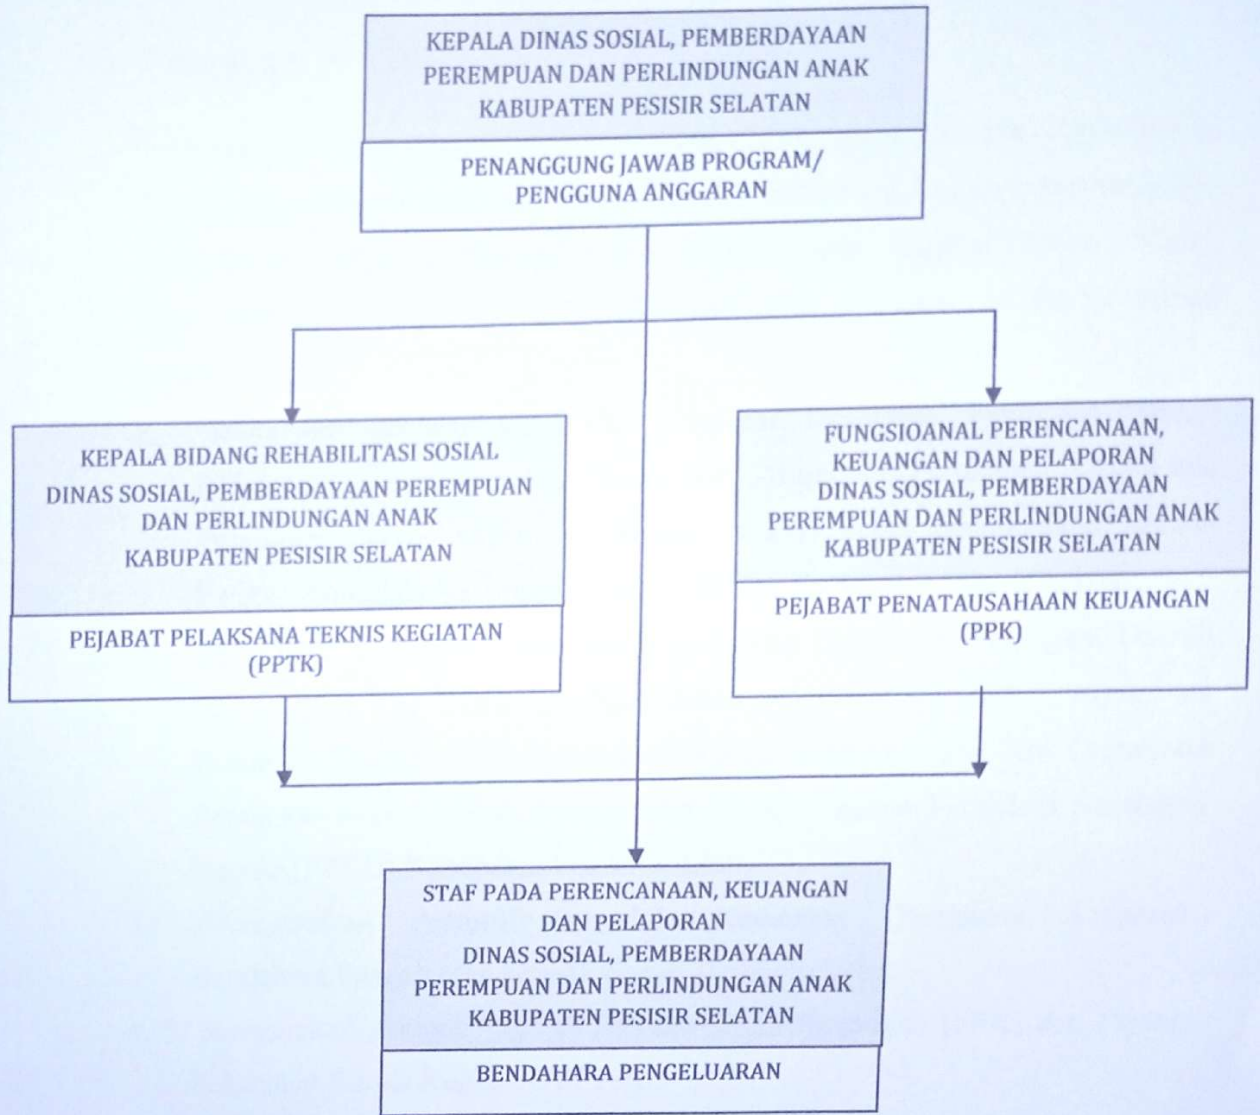 KEPALA DINAS SOSIAL, PEMBERDAYAAN
PEREMPUAN DAN PERLINDUNGAN ANAK
KABUPATEN PESISIR SELATAN
PENANGGUNG JAWAB PROGRAM/
PENGGUNA ANGGARAN
KEPALA BIDANG REHABILITASI SOSIAL
DINAS SOSIAL, PEMBERDAYAAN PEREMPUAN
DAN PERLINDUNGAN ANAK
KABUPATEN PESISIR SELATAN
PEJABAT PELAKSANA TEKNIS KEGIATAN
(PPTK)
FUNGSIOANAL PERENCANAAN,
KEUANGAN DAN PELAPORAN
DINAS SOSIAL, PEMBERDAYAAN
PEREMPUAN DAN PERLINDUNGAN ANAK
KABUPATEN PESISIR SELATAN
PEJABAT PENATAUSAHAAN KEUANGAN
(PPK)
STAF PADA PERENCANAAN, KEUANGAN
DAN PELAPORAN
DINAS SOSIAL, PEMBERDAYAAN
PEREMPUAN DAN PERLINDUNGAN ANAK
KABUPATEN PESISIR SELATAN
BENDAHARA PENGELUARAN